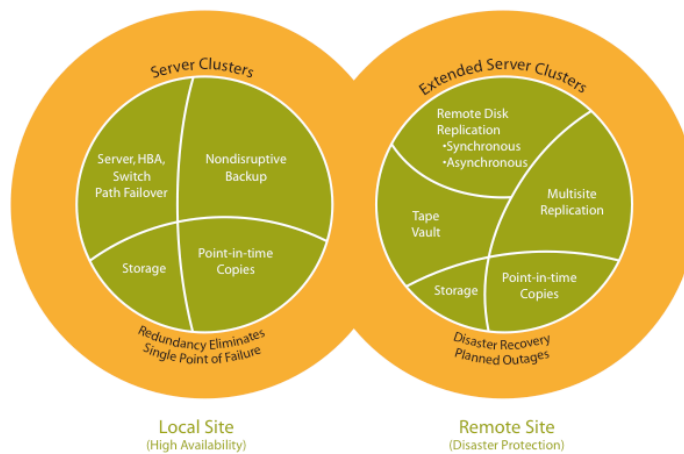 Server Clusters
Server, HBA,
Switch
Path Failover
Nondisruptive
Backup
Storage
Point-in-time
Copies
Redundancy Eliminates
Single Point of Failure
Local Site
(High Availability)
Extended Server Clusters
Remote Disk
Replication
•Synchronous
•Asynchronous
Multisite
Replication
Tape
Vault
Storage
Point-in-time
Copies
Disaster Recovery
Planned Outages
Remote Site
(Disaster Protection)